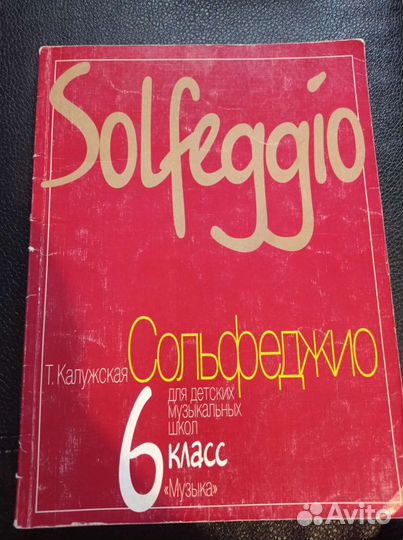 Solfeggio
Т. Калужская Сольфеджио
для детских
музыкальных
школ
6 класс
«Музыка»
Avito